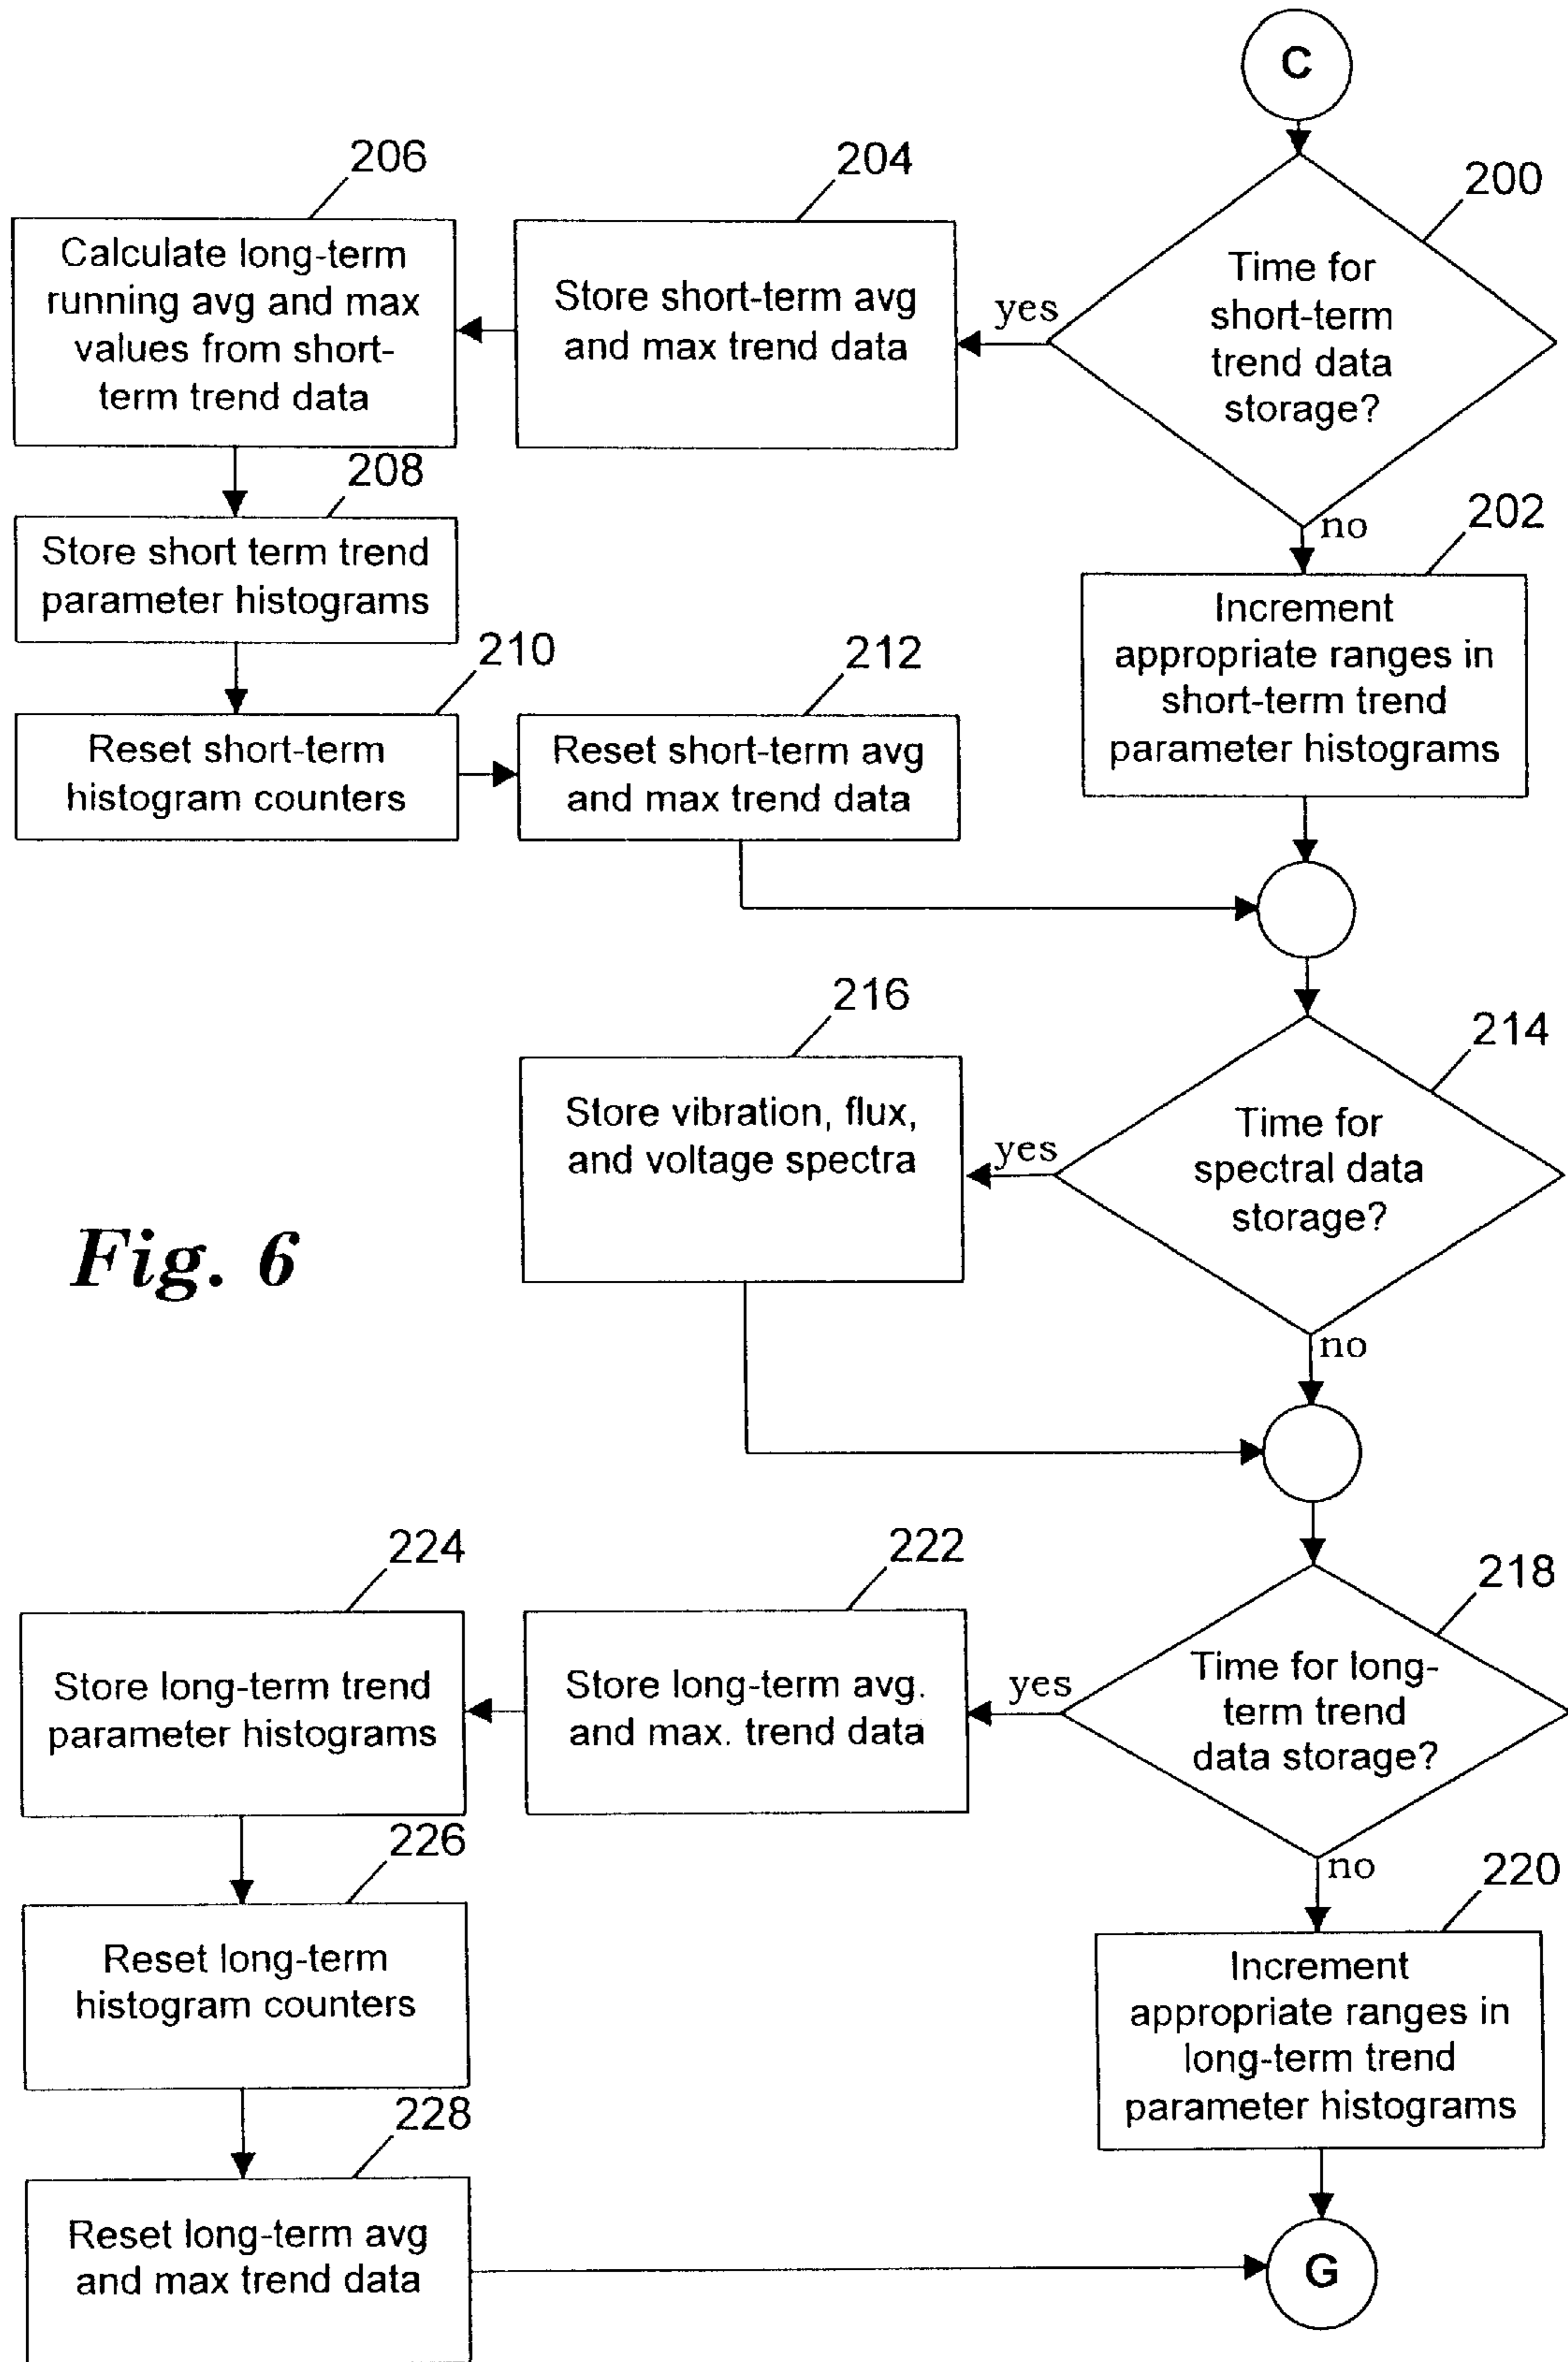 C
200
Time for
short-term
trend data
storage?
yes
no
204
Store short-term avg
and max trend data
206
Calculate long-term
running avg and max
values from short-
term trend data
208
Store short term trend
parameter histograms
210
Reset short-term
histogram counters
212
Reset short-term avg
and max trend data
202
Increment
appropriate ranges in
short-term trend
parameter histograms
214
Time for
spectral data
storage?
yes
no
216
Store vibration, flux,
and voltage spectra
Fig. 6
218
Time for long-
term trend
data storage?
yes
no
222
Store long-term avg.
and max. trend data
224
Store long-term trend
parameter histograms
226
Reset long-term
histogram counters
228
Reset long-term avg
and max trend data
220
Increment
appropriate ranges in
long-term trend
parameter histograms
G